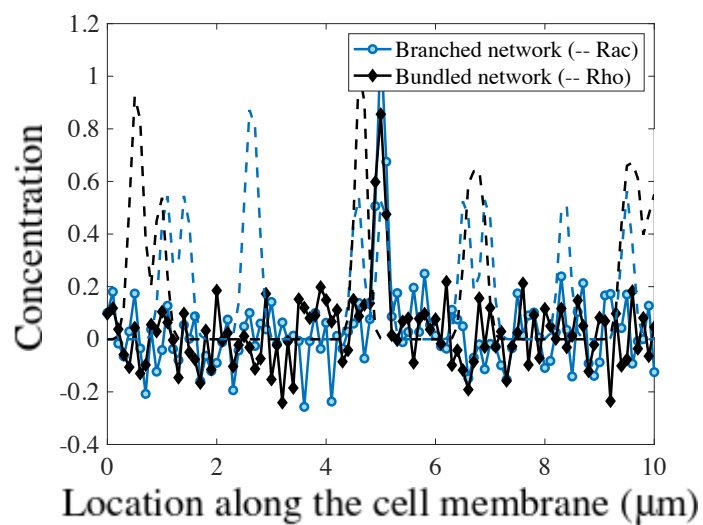 1.2
1
0.8
0.6
0.4
0.2
0
-0.2
-0.4
Concentration
Branched network (-- Rac)
Bundled network (-- Rho)
0 2 4 6 8 10
Location along the cell membrane (μm)